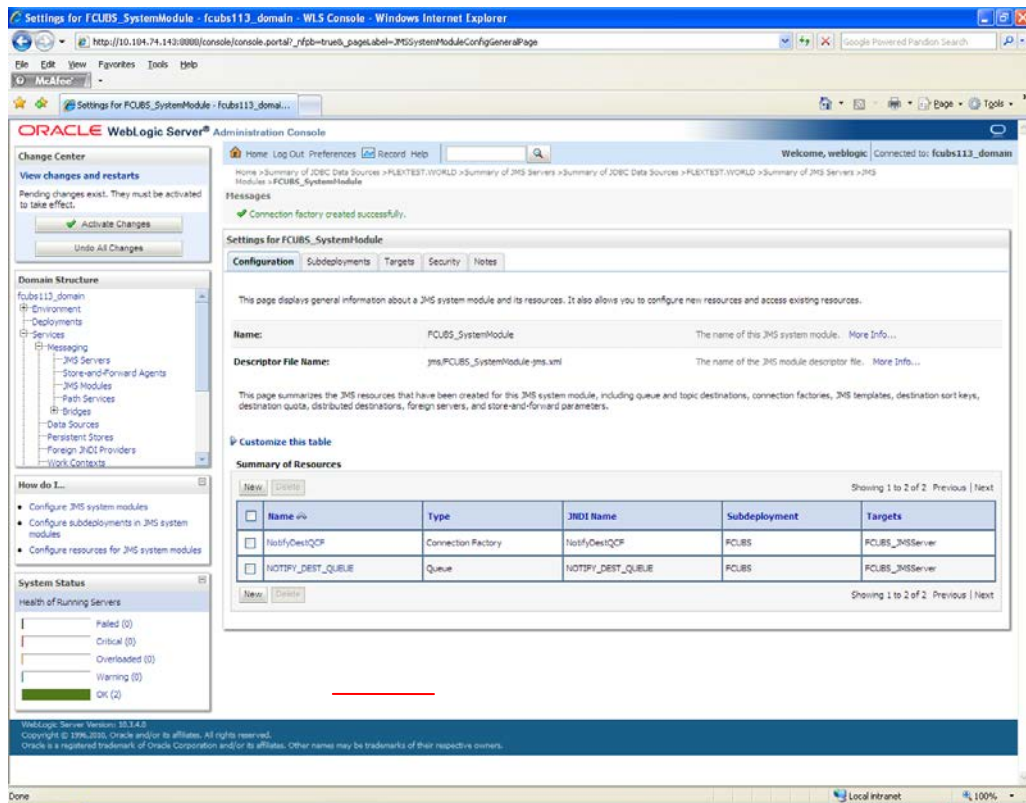 Settings for FCUBS_SystemModule - fcubs113_domain - WLS Console - Windows Internet Explorer
http://10.184.74.143:8888/console/console.portal?_nfpb=true&_pageLabel=JMSSystemModuleConfigGeneralPage
Google Powered Pandion Search
File Edit View Favorites Tools Help
McAfee
Settings for FCUBS_SystemModule - fcubs113_domai...
Page Tools
ORACLE WebLogic Server® Administration Console
Change Center
View changes and restarts
Pending changes exist. They must be activated
to take effect.
Activate Changes
Undo All Changes
Domain Structure
fcubs113_domain
Environment
Deployments
Services
Messaging
JMS Servers
Store-and-Forward Agents
JMS Modules
Path Services
Bridges
Data Sources
Persistent Stores
Foreign JNDI Providers
Work Contexts
How do I...
Configure JMS system modules
Configure subdeployments in JMS system
modules
Configure resources for JMS system modules
System Status
Health of Running Servers
Failed (0)
Critical (0)
Overloaded (0)
Warning (0)
OK (2)
Home Log Out Preferences Record Help
Welcome, weblogic Connected to: fcubs113_domain
Home >Summary of JDBC Data Sources >FLEXTEST.WORLD >Summary of JMS Servers >Summary of JDBC Data Sources >FLEXTEST.WORLD >Summary of JMS Servers >JMS
Modules >FCUBS_SystemModule
Messages
Connection factory created successfully.
Settings for FCUBS_SystemModule
Configuration Subdeployments Targets Security Notes
This page displays general information about a JMS system module and its resources. It also allows you to configure new resources and access existing resources.
Name: FCUBS_SystemModule The name of this JMS system module. More Info...
Descriptor File Name: jms/FCUBS_SystemModule-jms.xml The name of the JMS module descriptor file. More Info...
This page summarizes the JMS resources that have been created for this JMS system module, including queue and topic destinations, connection factories, JMS templates, destination sort keys,
destination quota, distributed destinations, foreign servers, and store-and-forward parameters.
Customize this table
Summary of Resources
New Delete Showing 1 to 2 of 2 Previous | Next
Name Type JNDI Name Subdeployment Targets
NotifyDestQCF Connection Factory NotifyDestQCF FCUBS FCUBS_JMSServer
NOTIFY_DEST_QUEUE Queue NOTIFY_DEST_QUEUE FCUBS FCUBS_JMSServer
New Delete Showing 1 to 2 of 2 Previous | Next
WebLogic Server Version: 10.3.4.0
Copyright © 1996,2010, Oracle and/or its affiliates. All rights reserved.
Oracle is a registered trademark of Oracle Corporation and/or its affiliates. Other names may be trademarks of their respective owners.
Done
Local intranet 100%